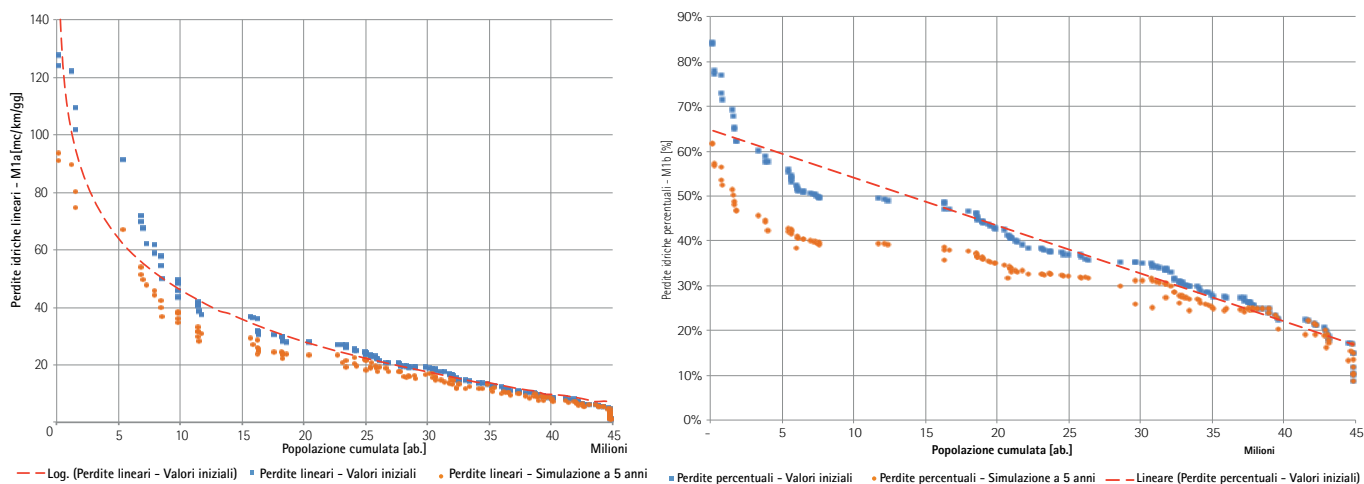 140
120
100
80
60
40
20
0
Perdite idriche lineari - M1a [mc/km/gg]
5 10 15 20 25 30 35 40 45
Popolazione cumulata [ab.] Milioni
Log. (Perdite lineari - Valori iniziali) Perdite lineari - Valori iniziali Perdite lineari - Simulazione a 5 anni
90%
80%
70%
60%
50%
40%
30%
20%
10%
0%
Perdite idriche percentuali - M1b [%]
- 5 10 15 20 25 30 35 40 45
Popolazione cumulata [ab.] Milioni
Perdite percentuali - Valori iniziali Perdite percentuali - Simulazione a 5 anni Lineare (Perdite percentuali - Valori iniziali)